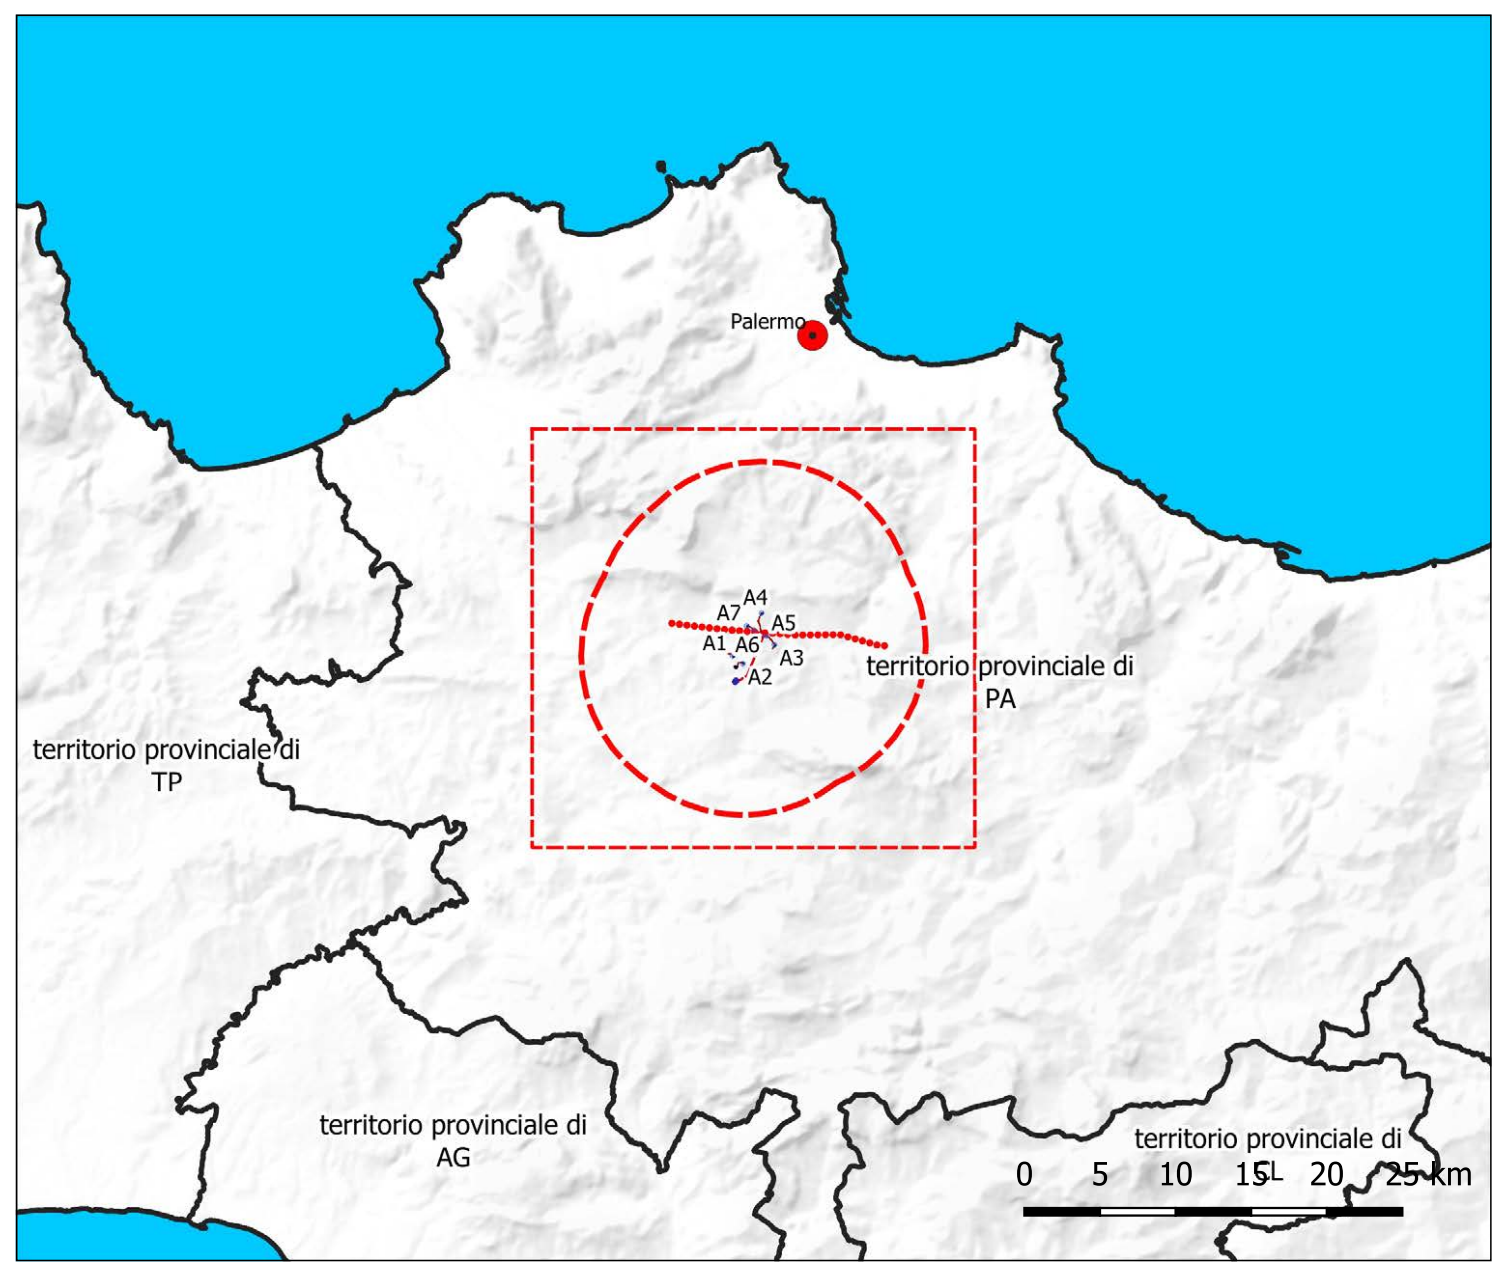 Palermo
A4
A7
A5
A1
A6
A3
A2
territorio provinciale di
PA
territorio provinciale di
TP
territorio provinciale di
AG
territorio provinciale di
CL
0 5 10 15 20 25 km